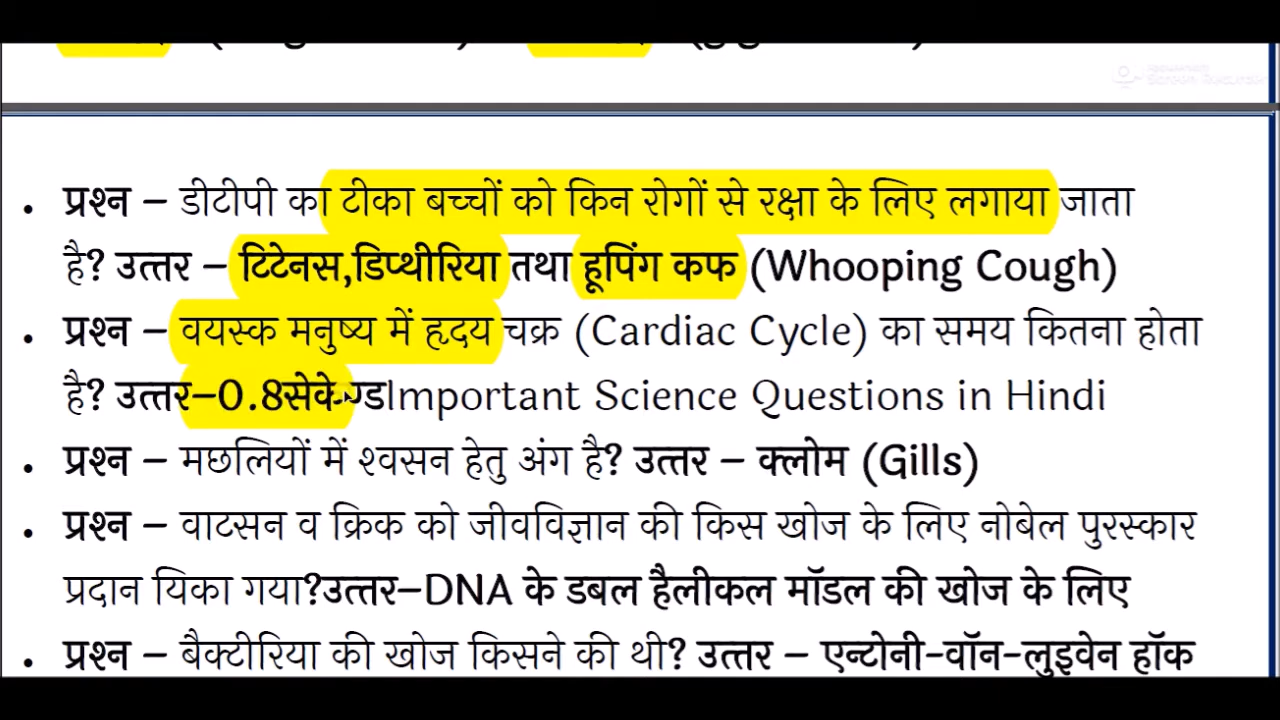 प्रश्न – डीटीपी का टीका बच्चों को किन रोगों से रक्षा के लिए लगाया जाता
है? उत्तर – टिटेनस,डिप्थीरिया तथा हूपिंग कफ (Whooping Cough)
प्रश्न – वयस्क मनुष्य में हृदय चक्र (Cardiac Cycle) का समय कितना होता
है? उत्तर–0.8सेकेण्डImportant Science Questions in Hindi
प्रश्न – मछलियों में श्वसन हेतु अंग है? उत्तर – क्लोम (Gills)
प्रश्न – वाटसन व क्रिक को जीवविज्ञान की किस खोज के लिए नोबेल पुरस्कार
प्रदान यिका गया?उत्तर–DNA के डबल हैलीकल मॉडल की खोज के लिए
प्रश्न – बैक्टीरिया की खोज किसने की थी? उत्तर – एन्टोनी-वॉन-लुइवेन हॉक